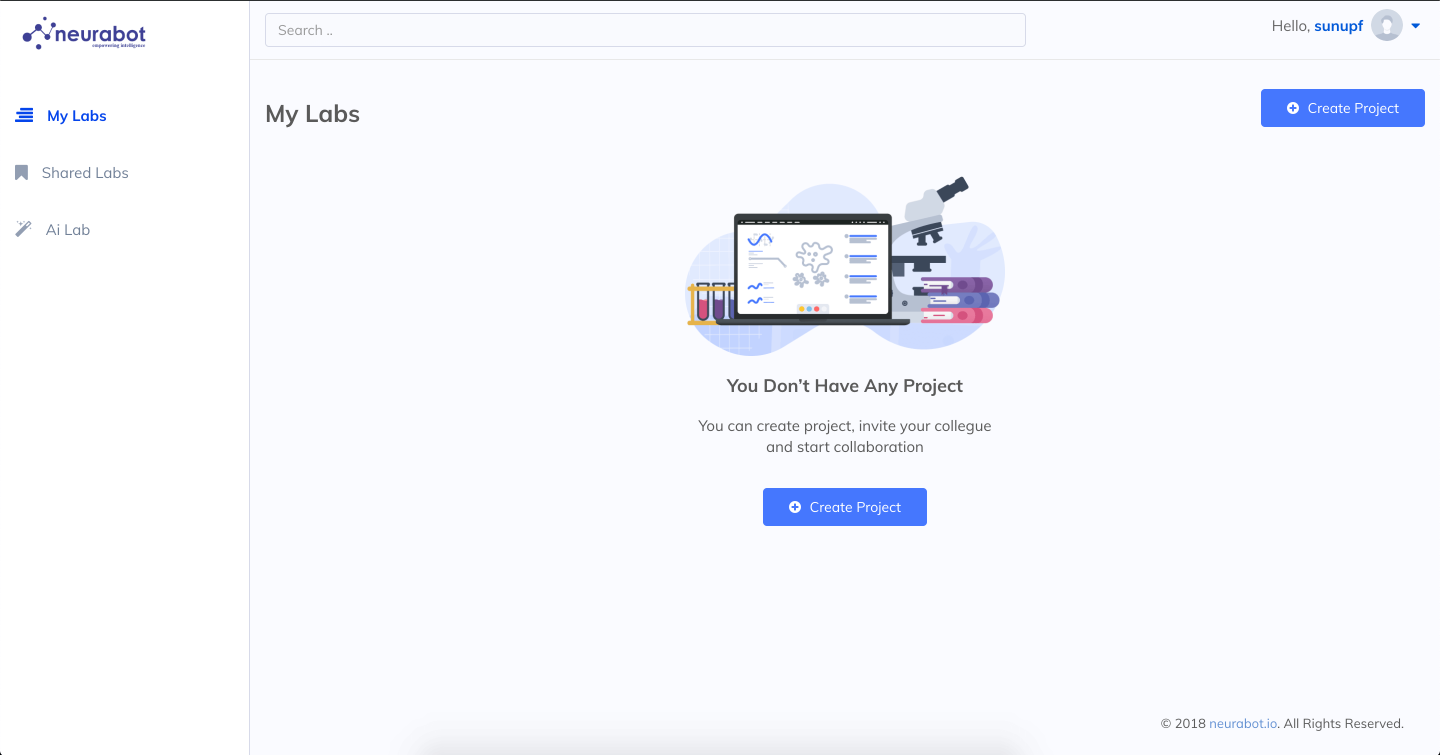 neurabot
empowering intelligence
Search ..
Hello, sunupf
My Labs
Shared Labs
Ai Lab
My Labs
Create Project
You Don’t Have Any Project
You can create project, invite your collegue
and start collaboration
Create Project
© 2018 neurabot.io. All Rights Reserved.